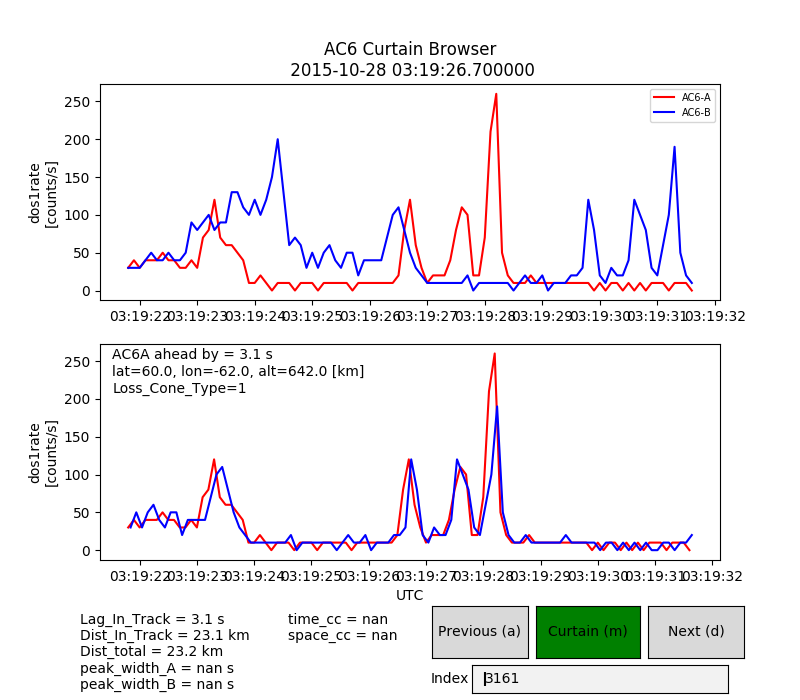 AC6 Curtain Browser
2015-10-28 03:19:26.700000
250
200
150
100
50
0
dos1rate
[counts/s]
AC6-A
AC6-B
03:19:22 03:19:23 03:19:24 03:19:25 03:19:26 03:19:27 03:19:28 03:19:29 03:19:30 03:19:31 03:19:32
AC6A ahead by = 3.1 s
lat=60.0, lon=-62.0, alt=642.0 [km]
Loss_Cone_Type=1
250
200
150
100
50
0
dos1rate
[counts/s]
03:19:22 03:19:23 03:19:24 03:19:25 03:19:26 03:19:27 03:19:28 03:19:29 03:19:30 03:19:31 03:19:32
UTC
Lag_In_Track = 3.1 s
Dist_In_Track = 23.1 km
Dist_total = 23.2 km
peak_width_A = nan s
peak_width_B = nan s
time_cc = nan
space_cc = nan
Previous (a)
Curtain (m)
Next (d)
Index 3161